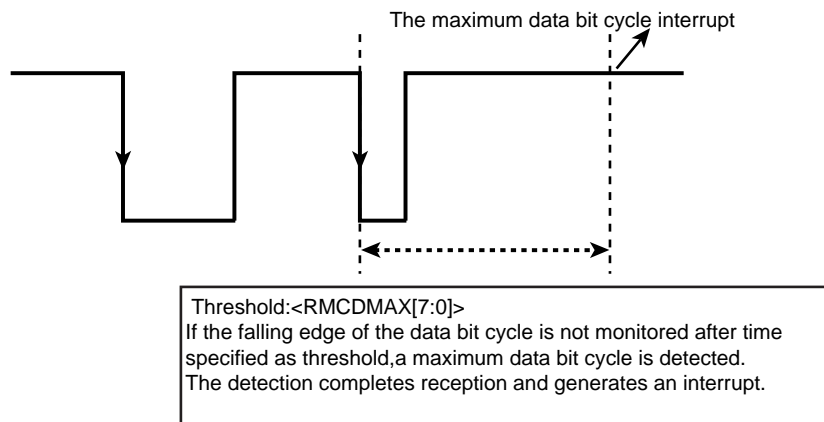 The maximum data bit cycle interrupt
Threshold:<RMCDMAX[7:0]>
If the falling edge of the data bit cycle is not monitored after time
specified as threshold,a maximum data bit cycle is detected.
The detection completes reception and generates an interrupt.